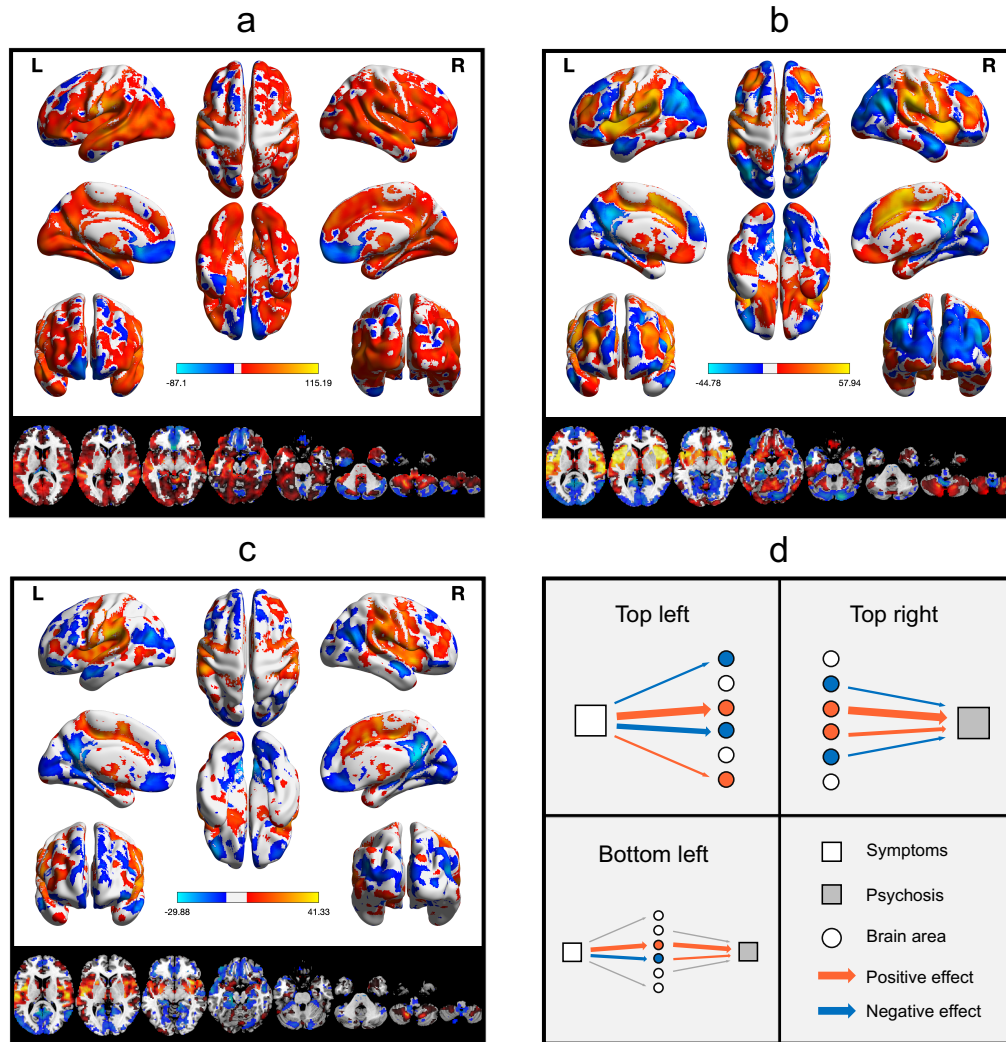 a
L
R
-87.1
115.19
b
L
R
-44.78
57.94
c
L
R
-29.88
41.33
d
Top left
Top right
Bottom left
Symptoms
Psychosis
Brain area
Positive effect
Negative effect